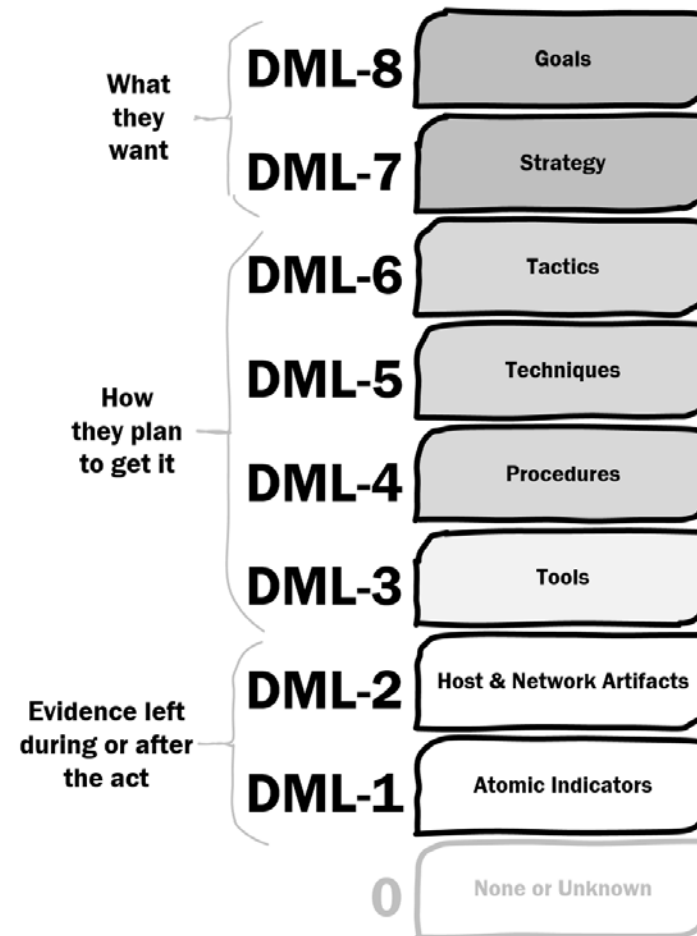 What
they
want
DML-8
Goals
DML-7
Strategy
How
they plan
to get it
DML-6
Tactics
DML-5
Techniques
DML-4
Procedures
DML-3
Tools
Evidence left
during or after
the act
DML-2
Host & Network Artifacts
DML-1
Atomic Indicators
0
None or Unknown